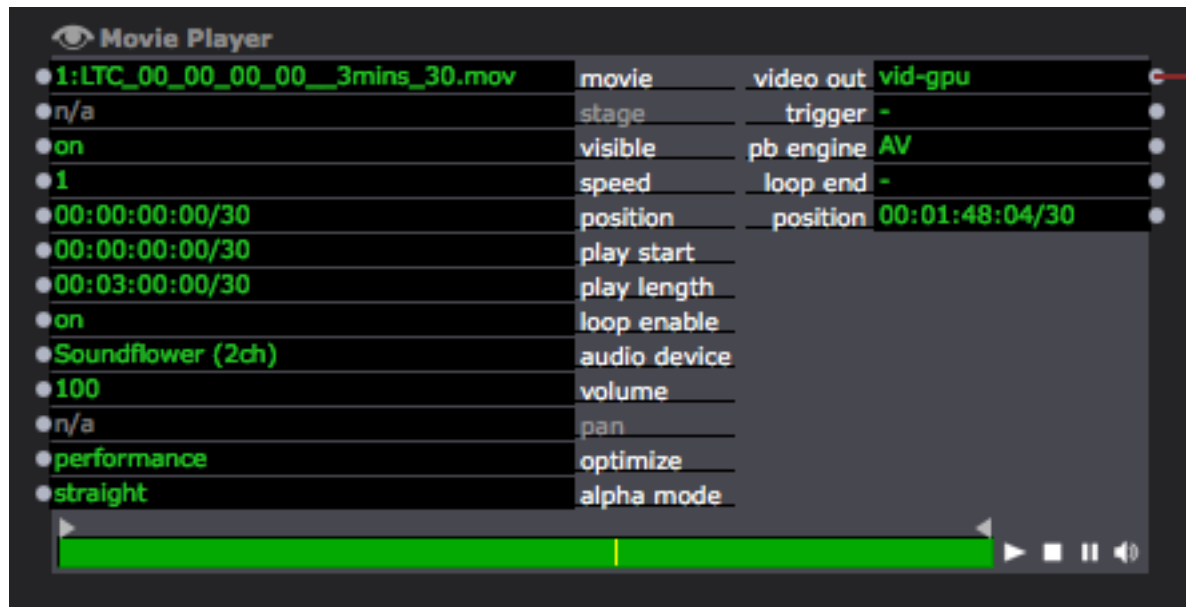 Movie Player
1:LTC_00_00_00_00__3mins_30.mov movie video out vid-gpu
n/a stage trigger -
on visible pb engine AV
1 speed loop end -
00:00:00:00/30 position position 00:01:48:04/30
00:00:00:00/30 play start
00:03:00:00/30 play length
on loop enable
Soundflower (2ch) audio device
100 volume
n/a pan
performance optimize
straight alpha mode